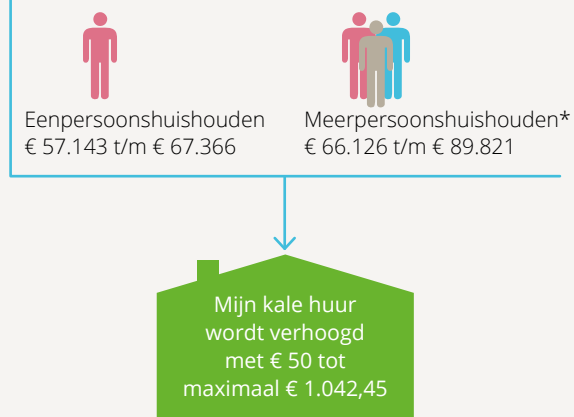 Eenpersoonshuishouden
€ 57.143 t/m € 67.366
Meerpersoonshuishouden*
€ 66.126 t/m € 89.821
Mijn kale huur
wordt verhoogd
met € 50 tot
maximaal € 1.042,45